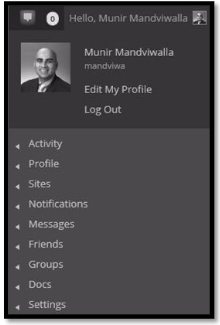 0 Hello, Munir Mandviwalla
Munir Mandviwalla
mandviwa
Edit My Profile
Log Out
Activity
Profile
Sites
Notifications
Messages
Friends
Groups
Docs
Settings